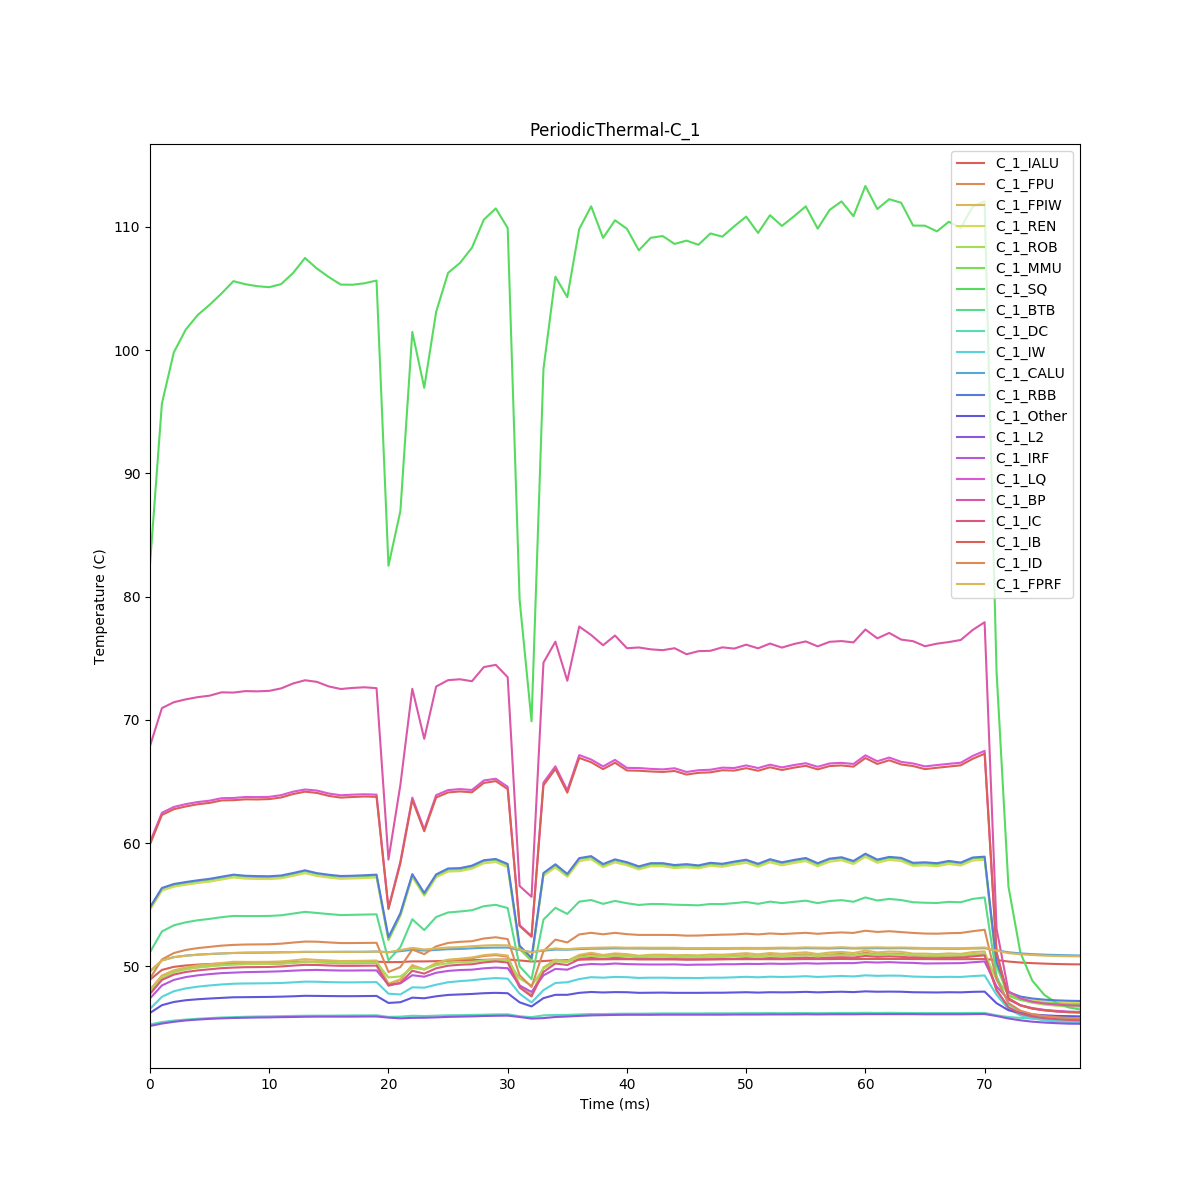 PeriodicThermal-C_1
110
100
90
80
70
60
50
Temperature (C)
0 10 20 30 40 50 60 70
Time (ms)
C_1_IALU
C_1_FPU
C_1_FPIW
C_1_REN
C_1_ROB
C_1_MMU
C_1_SQ
C_1_BTB
C_1_DC
C_1_IW
C_1_CALU
C_1_RBB
C_1_Other
C_1_L2
C_1_IRF
C_1_LQ
C_1_BP
C_1_IC
C_1_IB
C_1_ID
C_1_FPRF